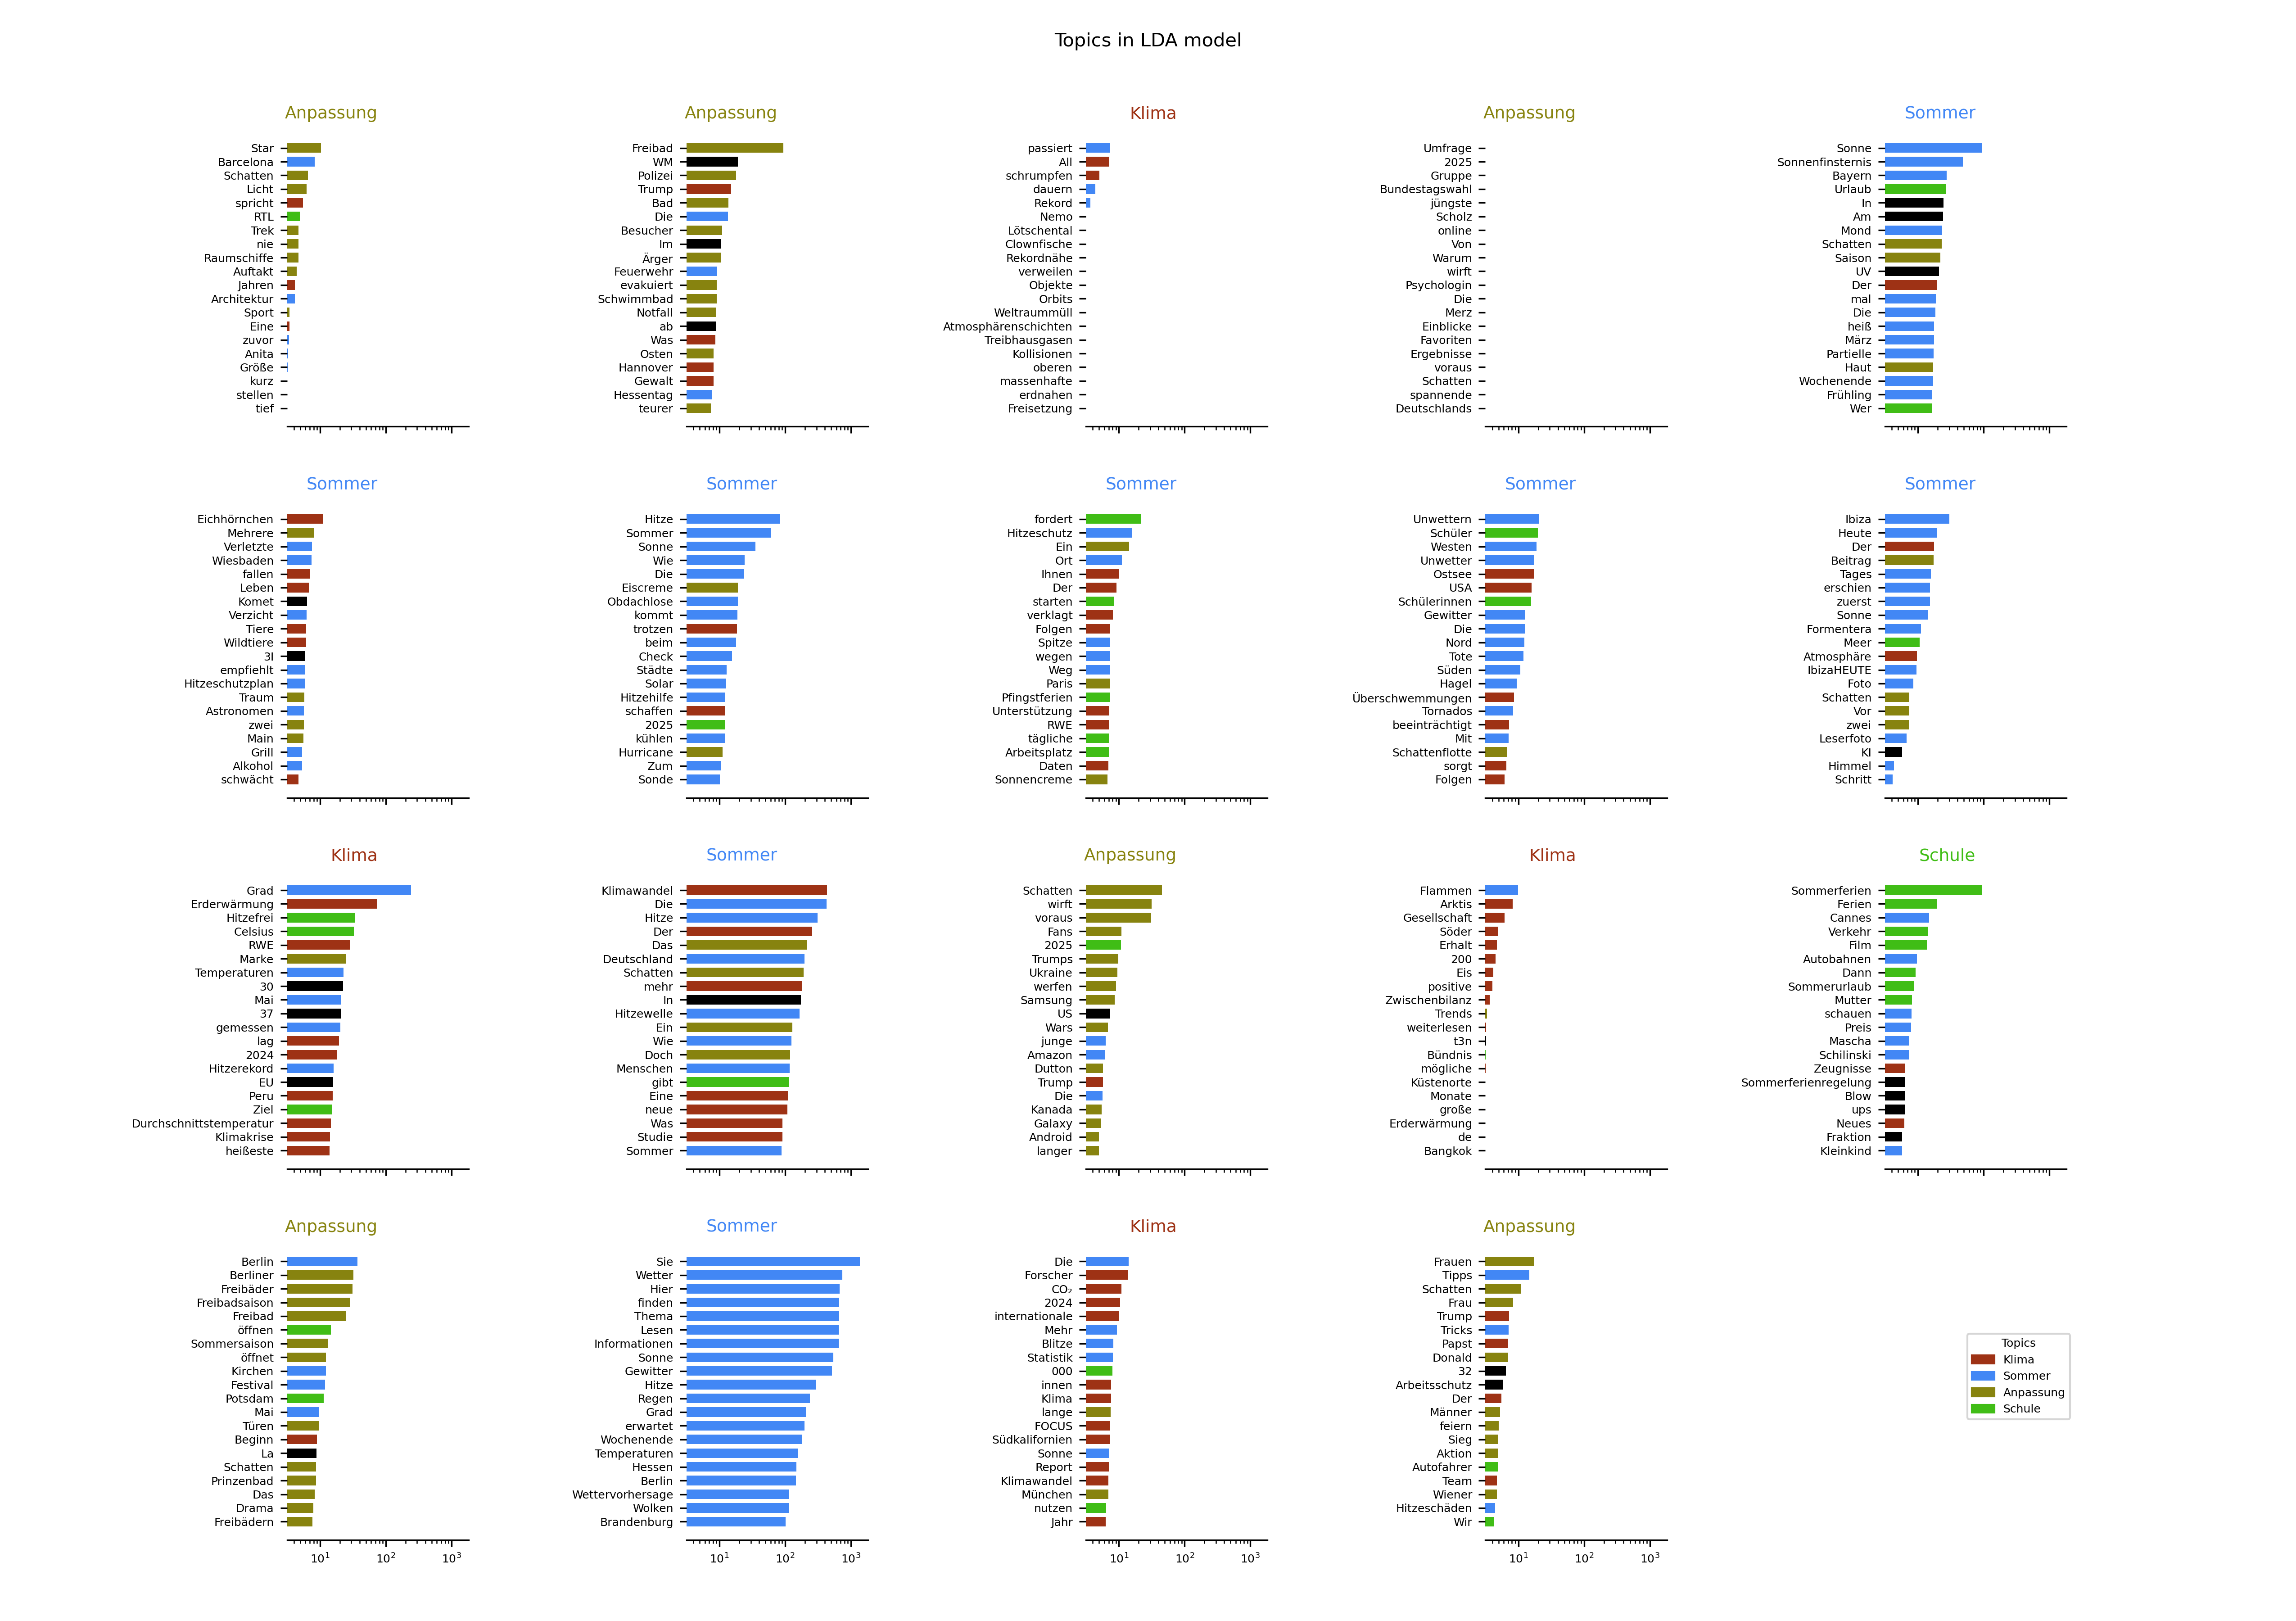 Topics in LDA model
Anpassung
Star
Barcelona
Schatten
Licht
spricht
RTL
Trek
nie
Raumschiffe
Auftakt
Jahren
Architektur
Sport
Eine
zuvor
Anita
Größe
kurz
stellen
tief
Anpassung
Freibad
WM
Polizei
Trump
Bad
Die
Besucher
Im
Ärger
Feuerwehr
evakuiert
Schwimmbad
Notfall
ab
Was
Osten
Hannover
Gewalt
Hessentag
teurer
Klima
passiert
All
schrumpfen
dauern
Rekord
Nemo
Lötschental
Clownfische
Rekordnähe
verweilen
Objekte
Orbits
Weltraummüll
Atmosphärenschichten
Treibhausgasen
Kollisionen
oberen
massenhafte
erdnahen
Freisetzung
Anpassung
Umfrage
2025
Gruppe
Bundestagswahl
jüngste
Scholz
online
Von
Warum
wirft
Psychologin
Die
Merz
Einblicke
Favoriten
Ergebnisse
voraus
Schatten
spannende
Deutschlands
Sommer
Sonne
Sonnenfinsternis
Bayern
Urlaub
In
Am
Mond
Schatten
Saison
UV
Der
mal
Die
heiß
März
Partielle
Haut
Wochenende
Frühling
Wer
Sommer
Eichhörnchen
Mehrere
Verletzte
Wiesbaden
fallen
Leben
Komet
Verzicht
Tiere
Wildtiere
3I
empfiehlt
Hitzeschutzplan
Traum
Astronomen
zwei
Main
Grill
Alkohol
schwächt
Sommer
Hitze
Sommer
Sonne
Wie
Die
Eiscreme
Obdachlose
kommt
trotzen
beim
Check
Städte
Solar
Hitzehilfe
schaffen
2025
kühlen
Hurricane
Zum
Sonde
Sommer
fordert
Hitzeschutz
Ein
Ort
Ihnen
Der
starten
verklagt
Folgen
Spitze
wegen
Weg
Paris
Pfingstferien
Unterstützung
RWE
tägliche
Arbeitsplatz
Daten
Sonnencreme
Sommer
Unwettern
Schüler
Westen
Unwetter
Ostsee
USA
Schülerinnen
Gewitter
Die
Nord
Tote
Süden
Hagel
Überschwemmungen
Tornados
beeinträchtigt
Mit
Schattenflotte
sorgt
Folgen
Sommer
Ibiza
Heute
Der
Beitrag
Tages
erschien
zuerst
Sonne
Formentera
Meer
Atmosphäre
IbizaHEUTE
Foto
Schatten
Vor
zwei
Leserfoto
KI
Himmel
Schritt
Klima
Grad
Erderwärmung
Hitzefrei
Celsius
RWE
Marke
Temperaturen
30
Mai
37
gemessen
lag
2024
Hitzerekord
EU
Peru
Ziel
Durchschnittstemperatur
Klimakrise
heißeste
Sommer
Klimawandel
Die
Hitze
Der
Das
Deutschland
Schatten
mehr
In
Hitzewelle
Ein
Wie
Doch
Menschen
gibt
Eine
neue
Was
Studie
Sommer
Anpassung
Schatten
wirft
voraus
Fans
2025
Trumps
Ukraine
werfen
Samsung
US
Wars
junge
Amazon
Dutton
Trump
Die
Kanada
Galaxy
Android
langer
Klima
Flammen
Arktis
Gesellschaft
Söder
Erhalt
200
Eis
positive
Zwischenbilanz
Trends
weiterlesen
t3n
Bündnis
mögliche
Küstenorte
Monate
große
Erderwärmung
de
Bangkok
Schule
Sommerferien
Ferien
Cannes
Verkehr
Film
Autobahnen
Dann
Sommerurlaub
Mutter
schauen
Preis
Mascha
Schilinski
Zeugnisse
Sommerferienregelung
Blow
ups
Neues
Fraktion
Kleinkind
Anpassung
Berlin
Berliner
Freibäder
Freibadsaison
Freibad
öffnen
Sommersaison
öffnet
Kirchen
Festival
Potsdam
Mai
Türen
Beginn
La
Schatten
Prinzenbad
Das
Drama
Freibädern
10¹ 10² 10³
Sommer
Sie
Wetter
Hier
finden
Thema
Lesen
Informationen
Sonne
Gewitter
Hitze
Regen
Grad
erwartet
Wochenende
Temperaturen
Hessen
Berlin
Wettervorhersage
Wolken
Brandenburg
10¹ 10² 10³
Klima
Die
Forscher
CO₂
2024
internationale
Mehr
Blitze
Statistik
000
innen
Klima
lange
FOCUS
Südkalifornien
Sonne
Report
Klimawandel
München
nutzen
Jahr
10¹ 10² 10³
Anpassung
Frauen
Tipps
Schatten
Frau
Trump
Tricks
Papst
Donald
32
Arbeitsschutz
Der
Männer
feiern
Sieg
Aktion
Autofahrer
Team
Wiener
Hitzeschäden
Wir
10¹ 10² 10³
Topics
Klima
Sommer
Anpassung
Schule